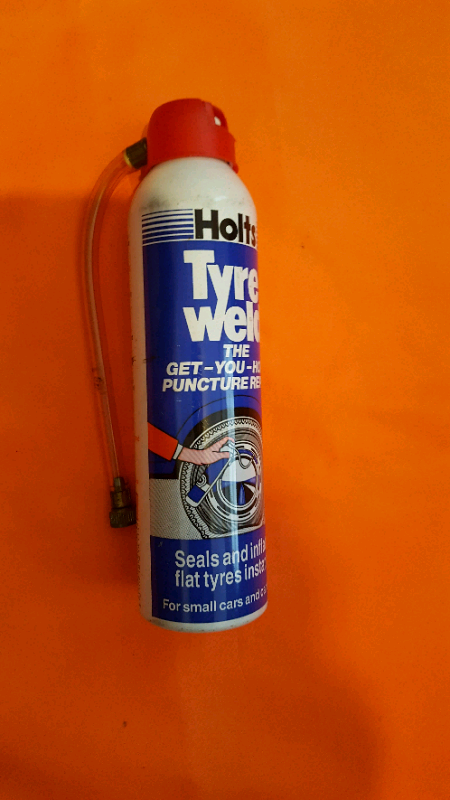 Holts
Tyre
weld
THE
GET-YOU-HO
PUNCTURE RE
Seals and infla
flat tyres insta
For small cars and c